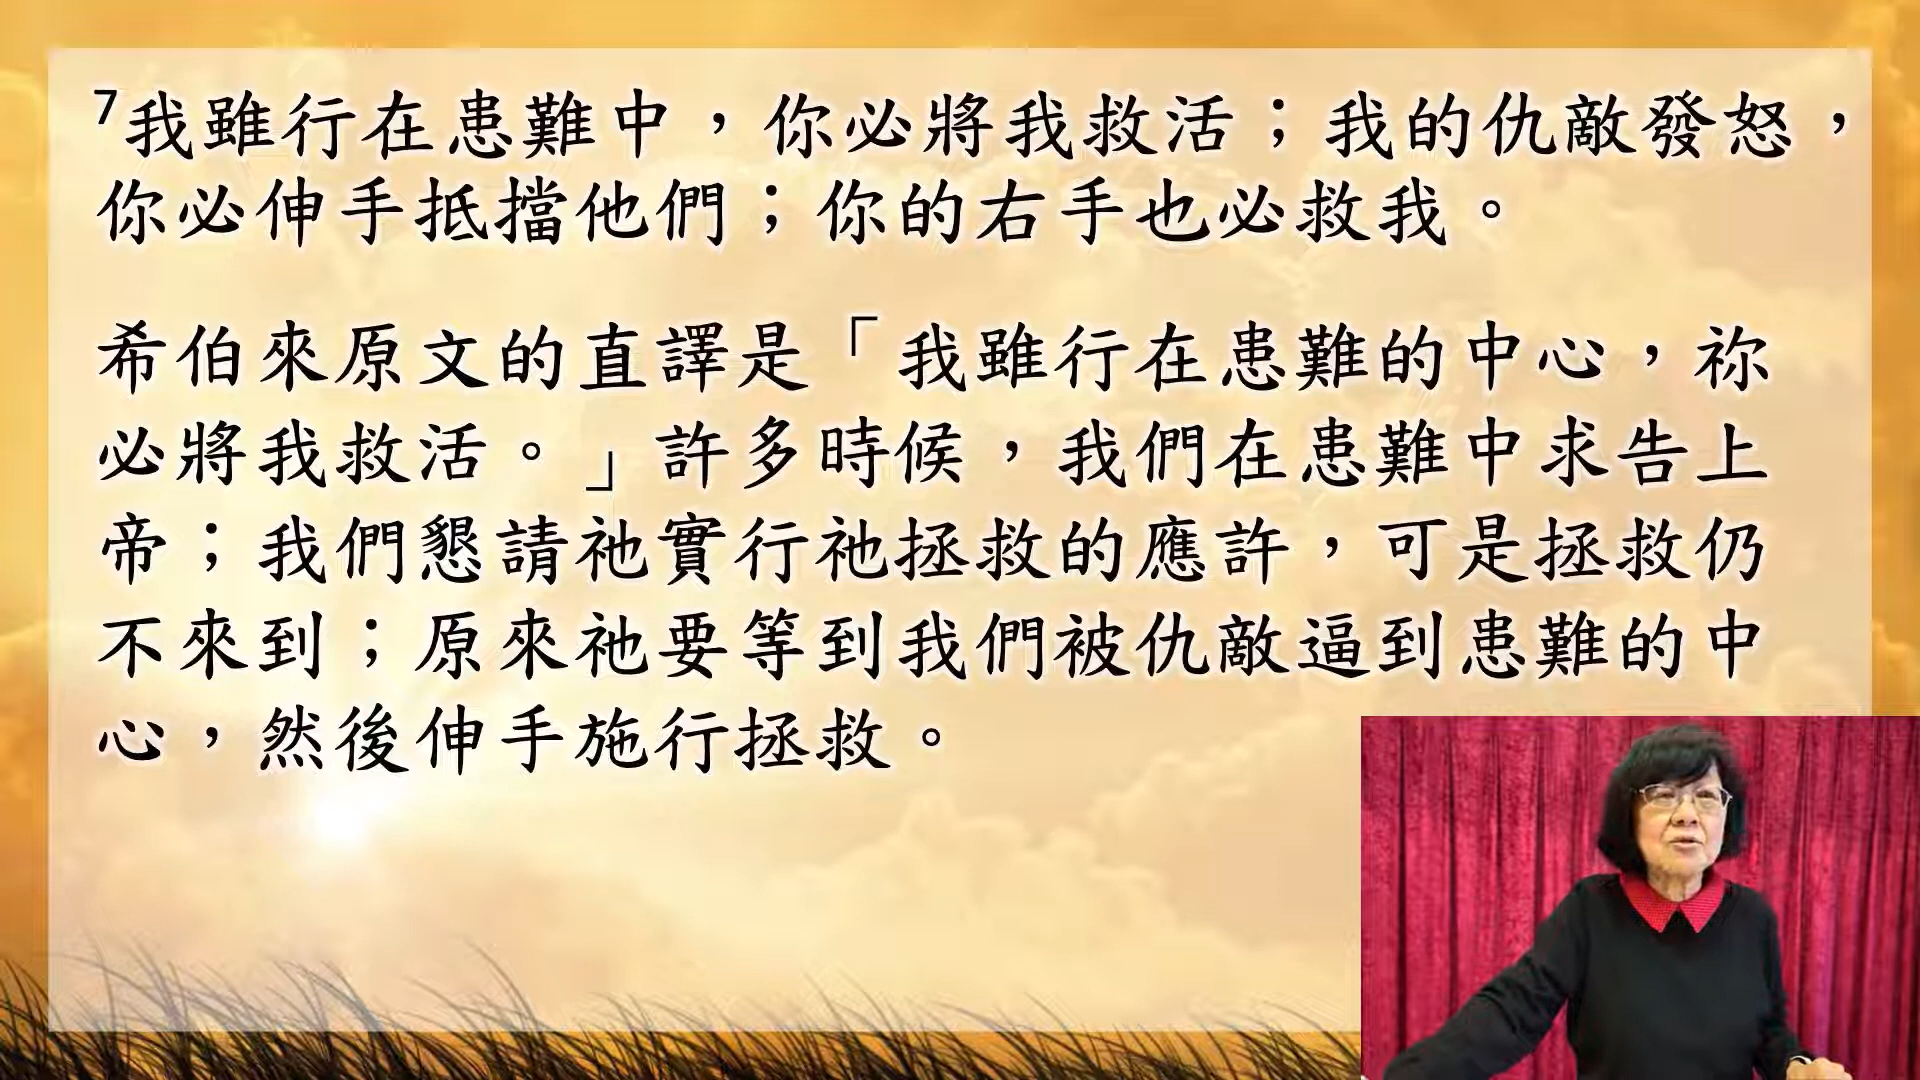 7我雖行在患難中，你必將我救活；我的仇敵發怒，
你必伸手抵擋他們；你的右手也必救我。
希伯來原文的直譯是「我雖行在患難的中心，祢
必將我救活。」許多時候，我們在患難中求告上
帝；我們懇請祂實行祂拯救的應許，可是拯救仍
不來到；原來祂要等到我們被仇敵逼到患難的中
心，然後伸手施行拯救。